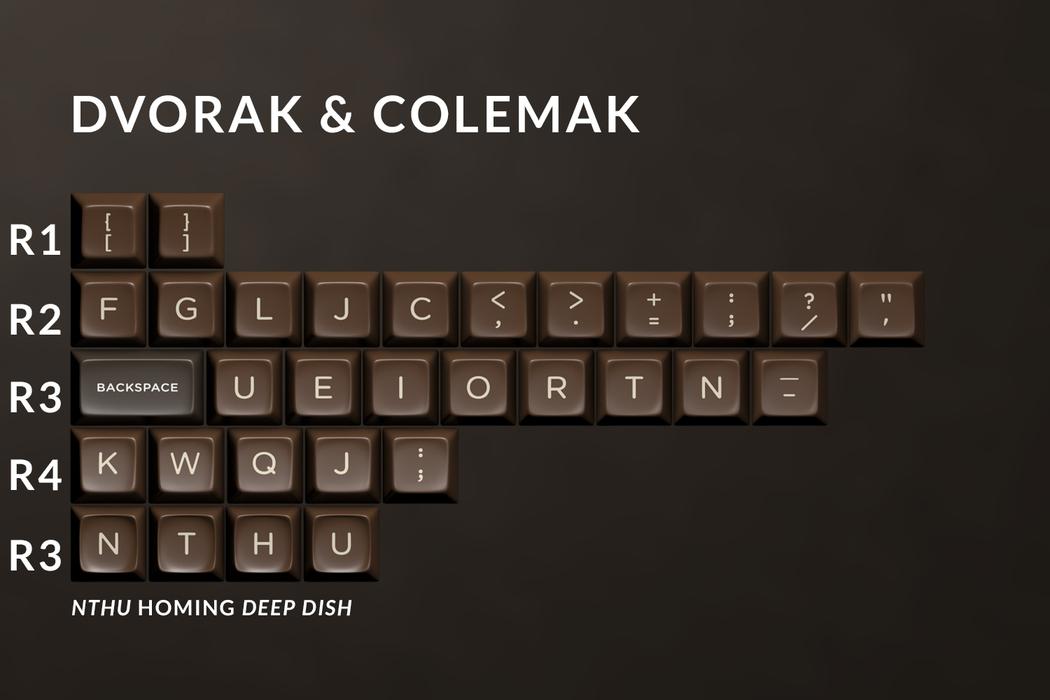 DVORAK & COLEMAK
R1 { [ } ]
R2 F G L J C < , > . + = : ; ? / " '
R3 BACKSPACE U E I O R T N — -
R4 K W Q J : ;
R3 N T H U
NTHU HOMING DEEP DISH